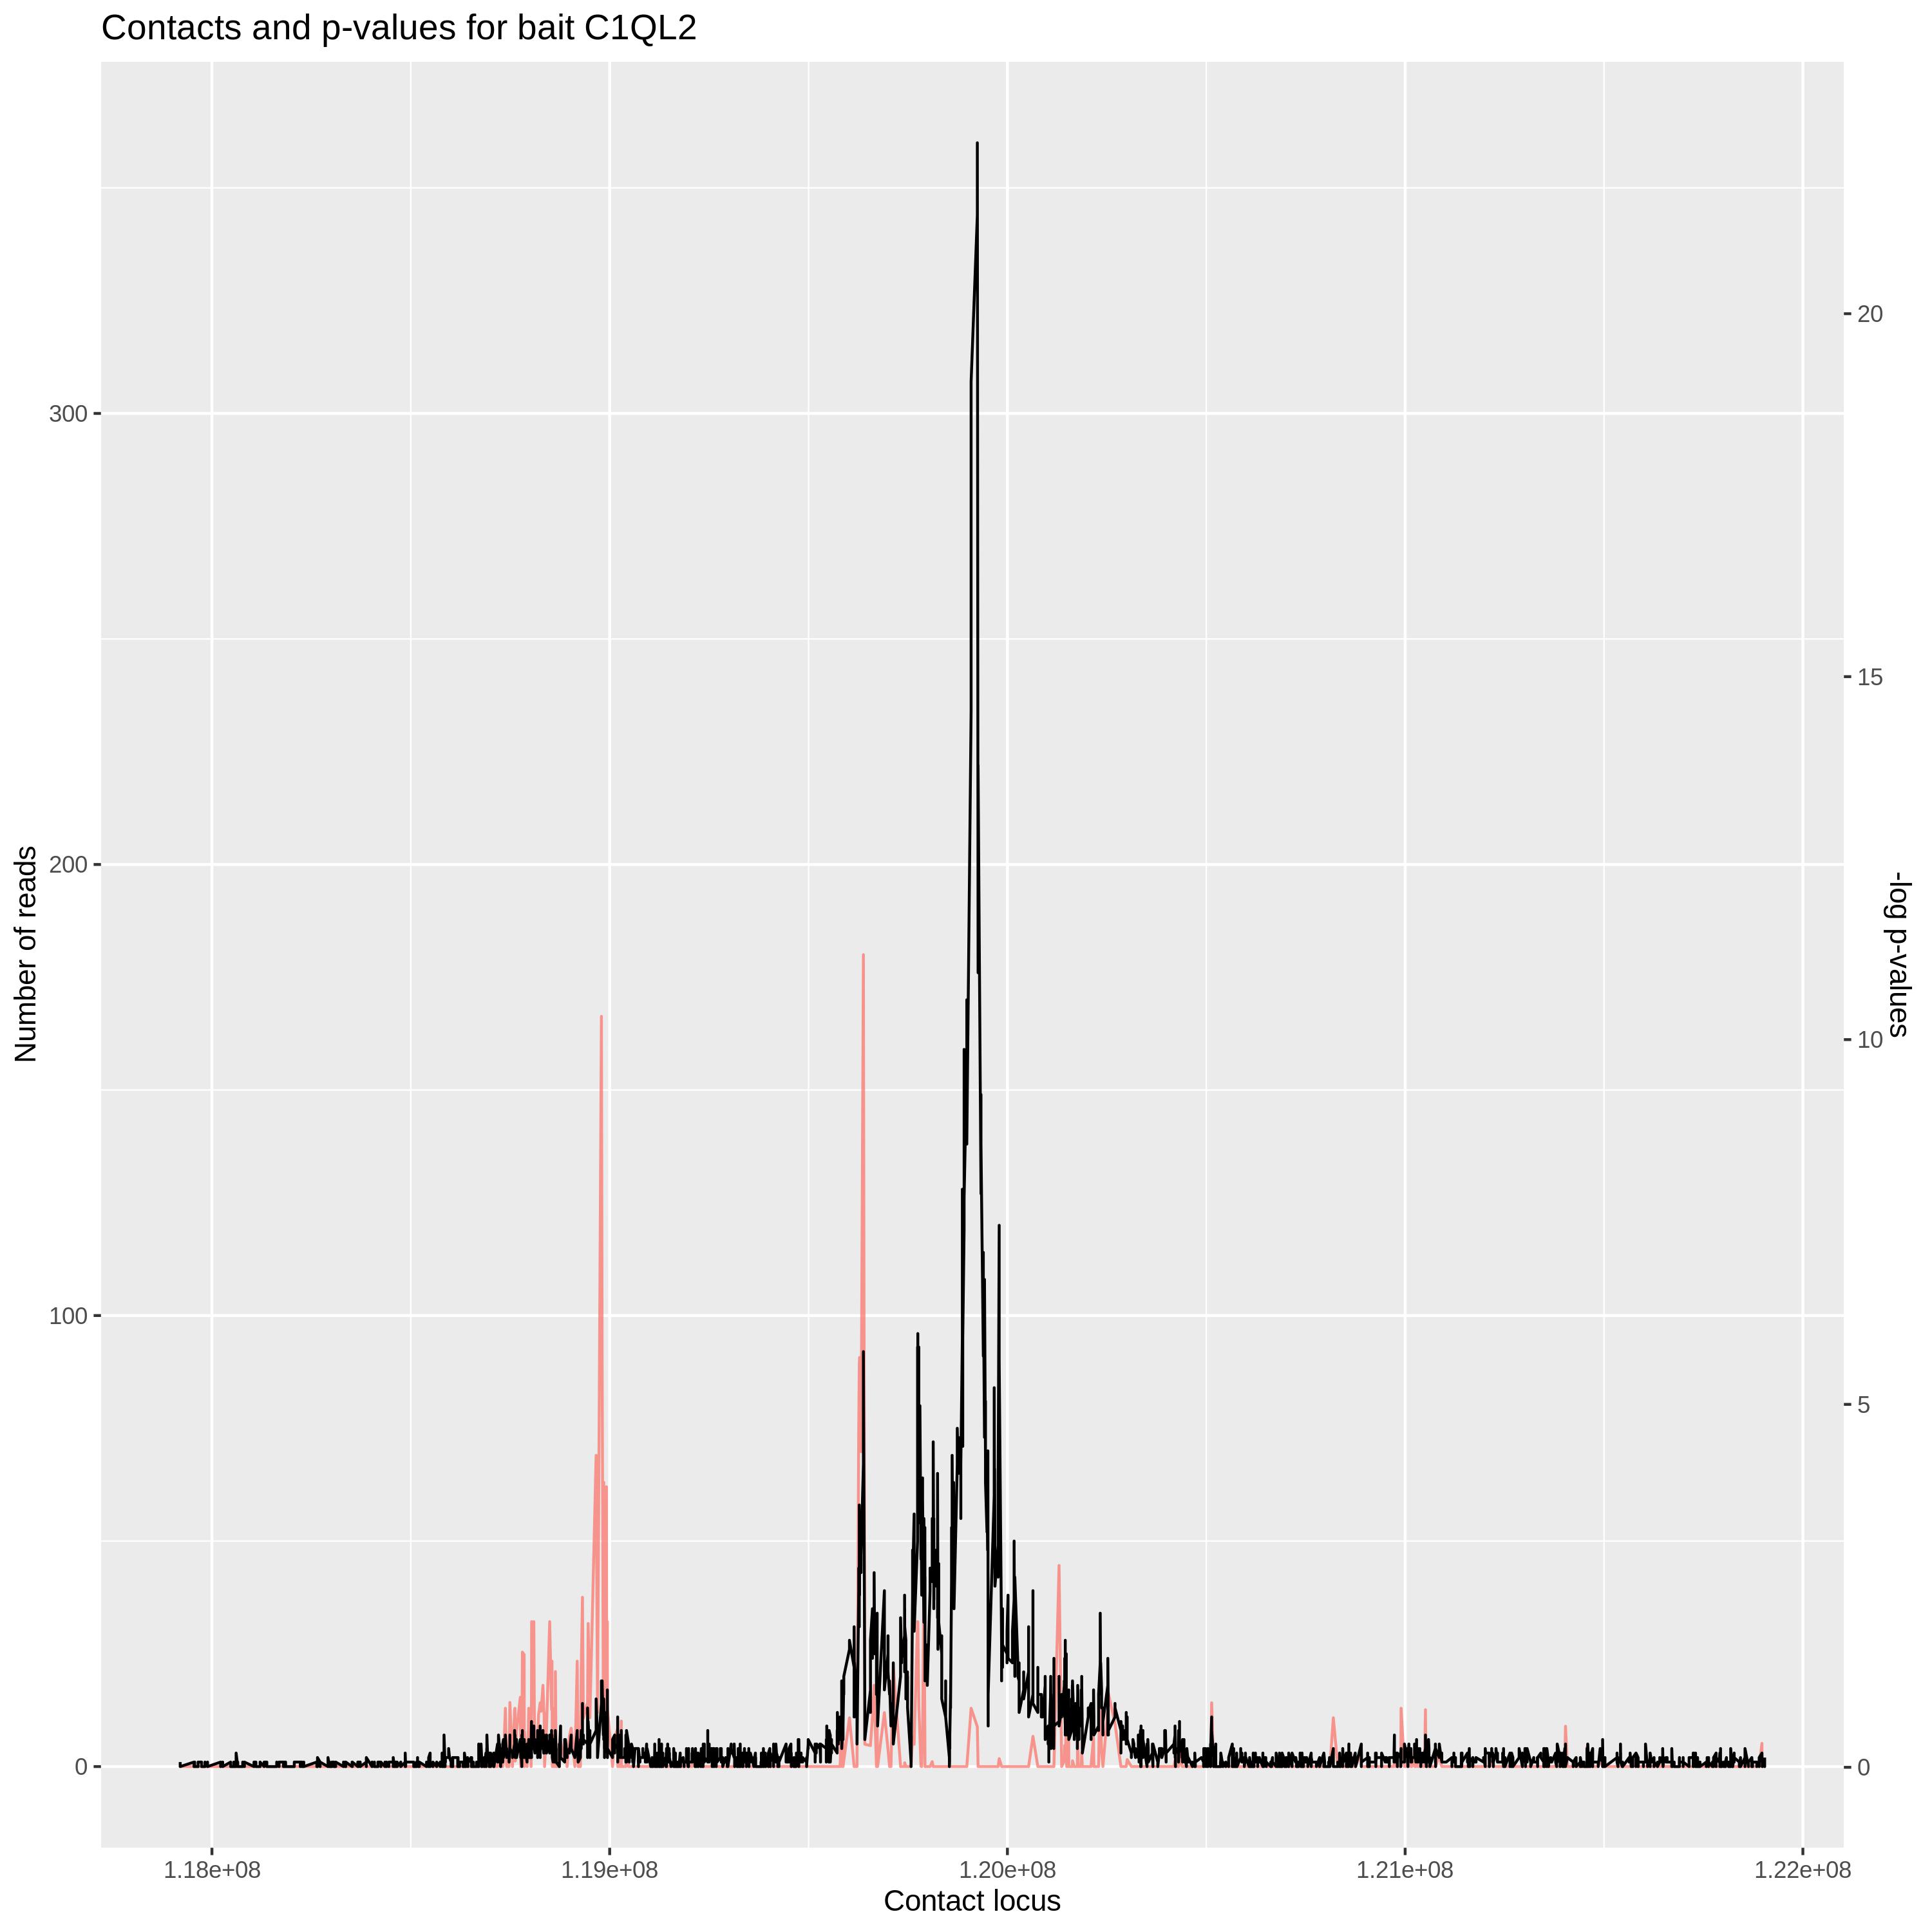 Contacts and p-values for bait C1QL2
300
200
100
0
Number of reads
20
15
10
5
0
-log p-values
1.18e+08 1.19e+08 1.20e+08 1.21e+08 1.22e+08
Contact locus